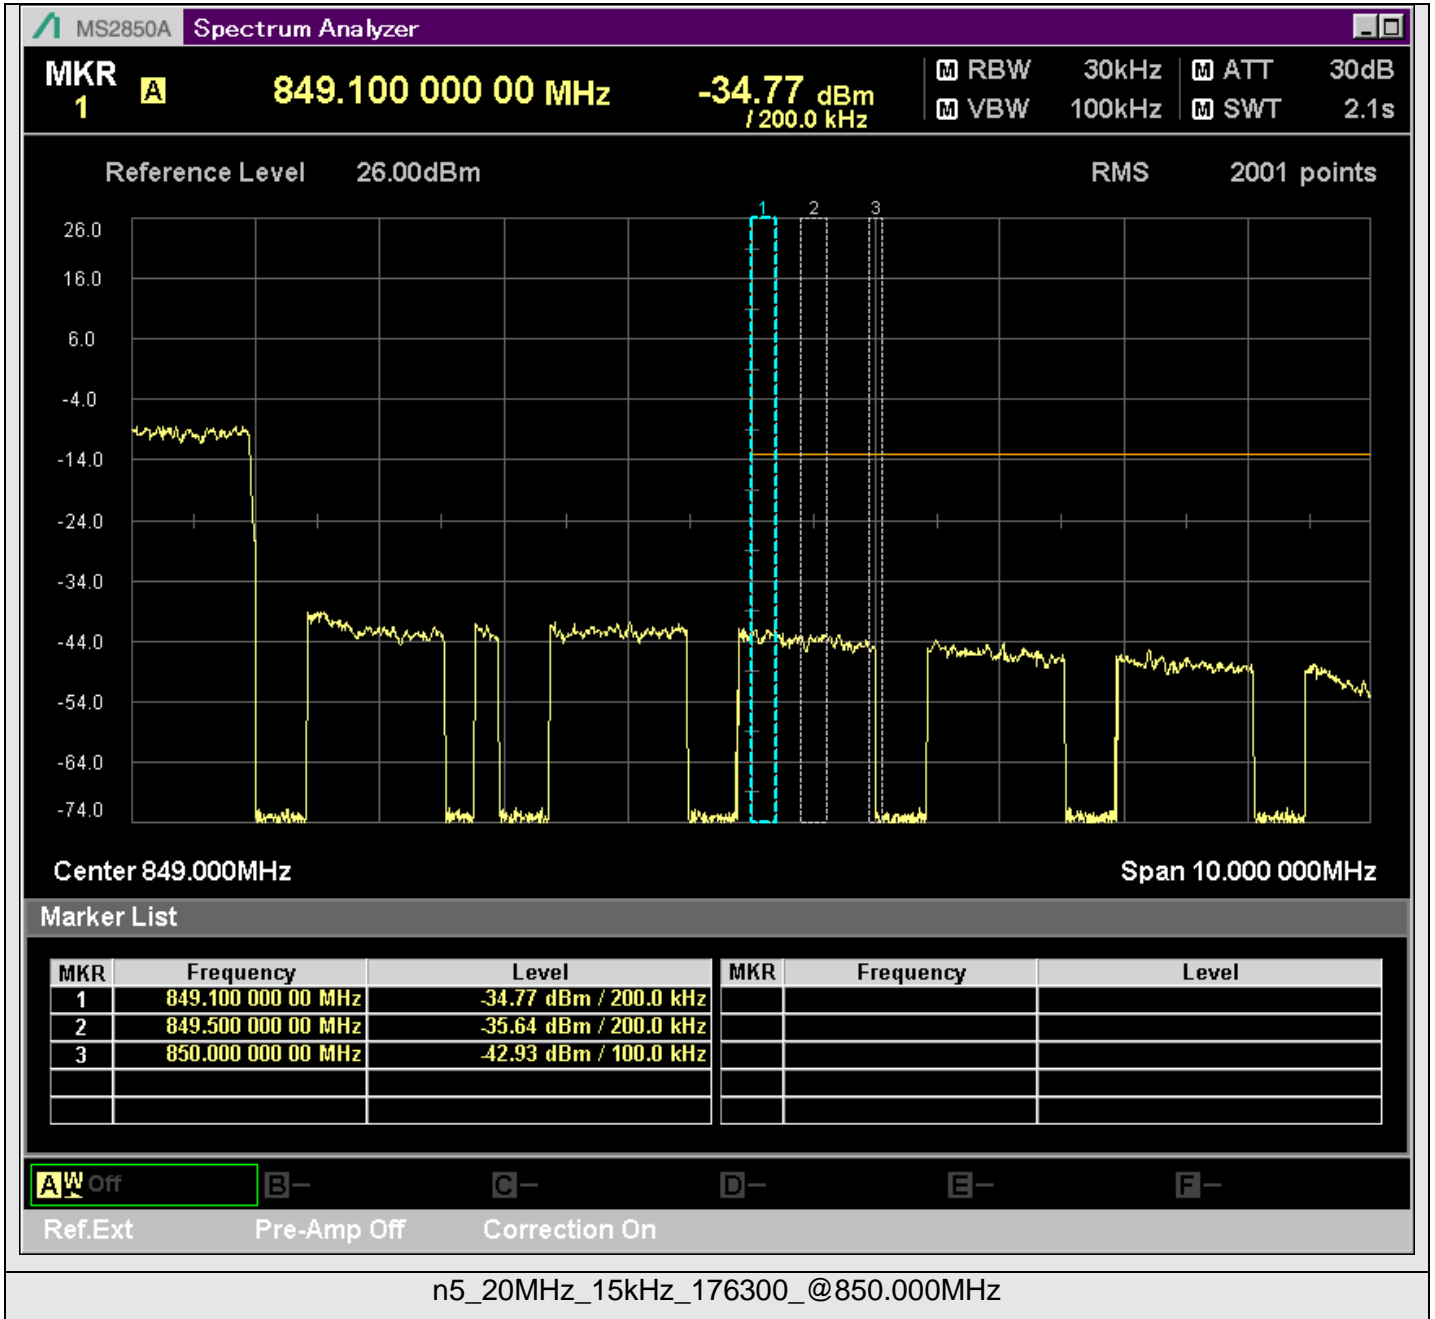 MS2850A Spectrum Analyzer
MKR 1 A 849.100 000 00 MHz -34.77 dBm / 200.0 kHz
M RBW 30kHz M ATT 30dB
M VBW 100kHz M SWT 2.1s
Reference Level 26.00dBm RMS 2001 points
1 2 3
26.0
16.0
6.0
-4.0
-14.0
-24.0
-34.0
-44.0
-54.0
-64.0
-74.0
Center 849.000MHz Span 10.000 000MHz
Marker List
MKR Frequency Level MKR Frequency Level
1 849.100 000 00 MHz -34.77 dBm / 200.0 kHz
2 849.500 000 00 MHz -35.64 dBm / 200.0 kHz
3 850.000 000 00 MHz -42.93 dBm / 100.0 kHz
A W Off B - C - D - E - F -
Ref.Ext Pre-Amp Off Correction On
n5_20MHz_15kHz_176300_@850.000MHz